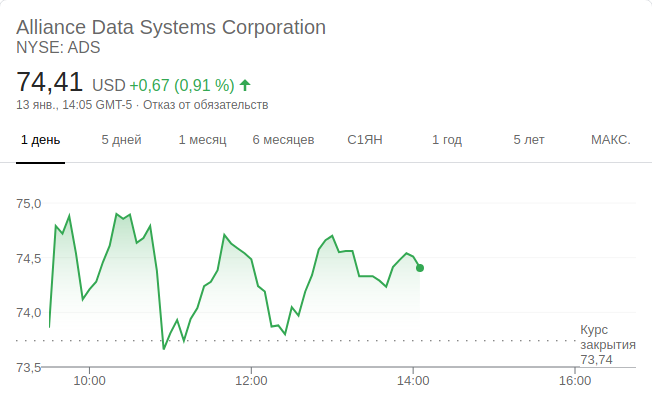 Alliance Data Systems Corporation
NYSE: ADS
74,41 USD +0,67 (0,91 %)
13 янв., 14:05 GMT-5 · Отказ от обязательств
1 день 5 дней 1 месяц 6 месяцев С1ЯН 1 год 5 лет МАКС.
75,0
74,5
74,0
Курс
закрытия
73,74
73,5
10:00 12:00 14:00 16:00